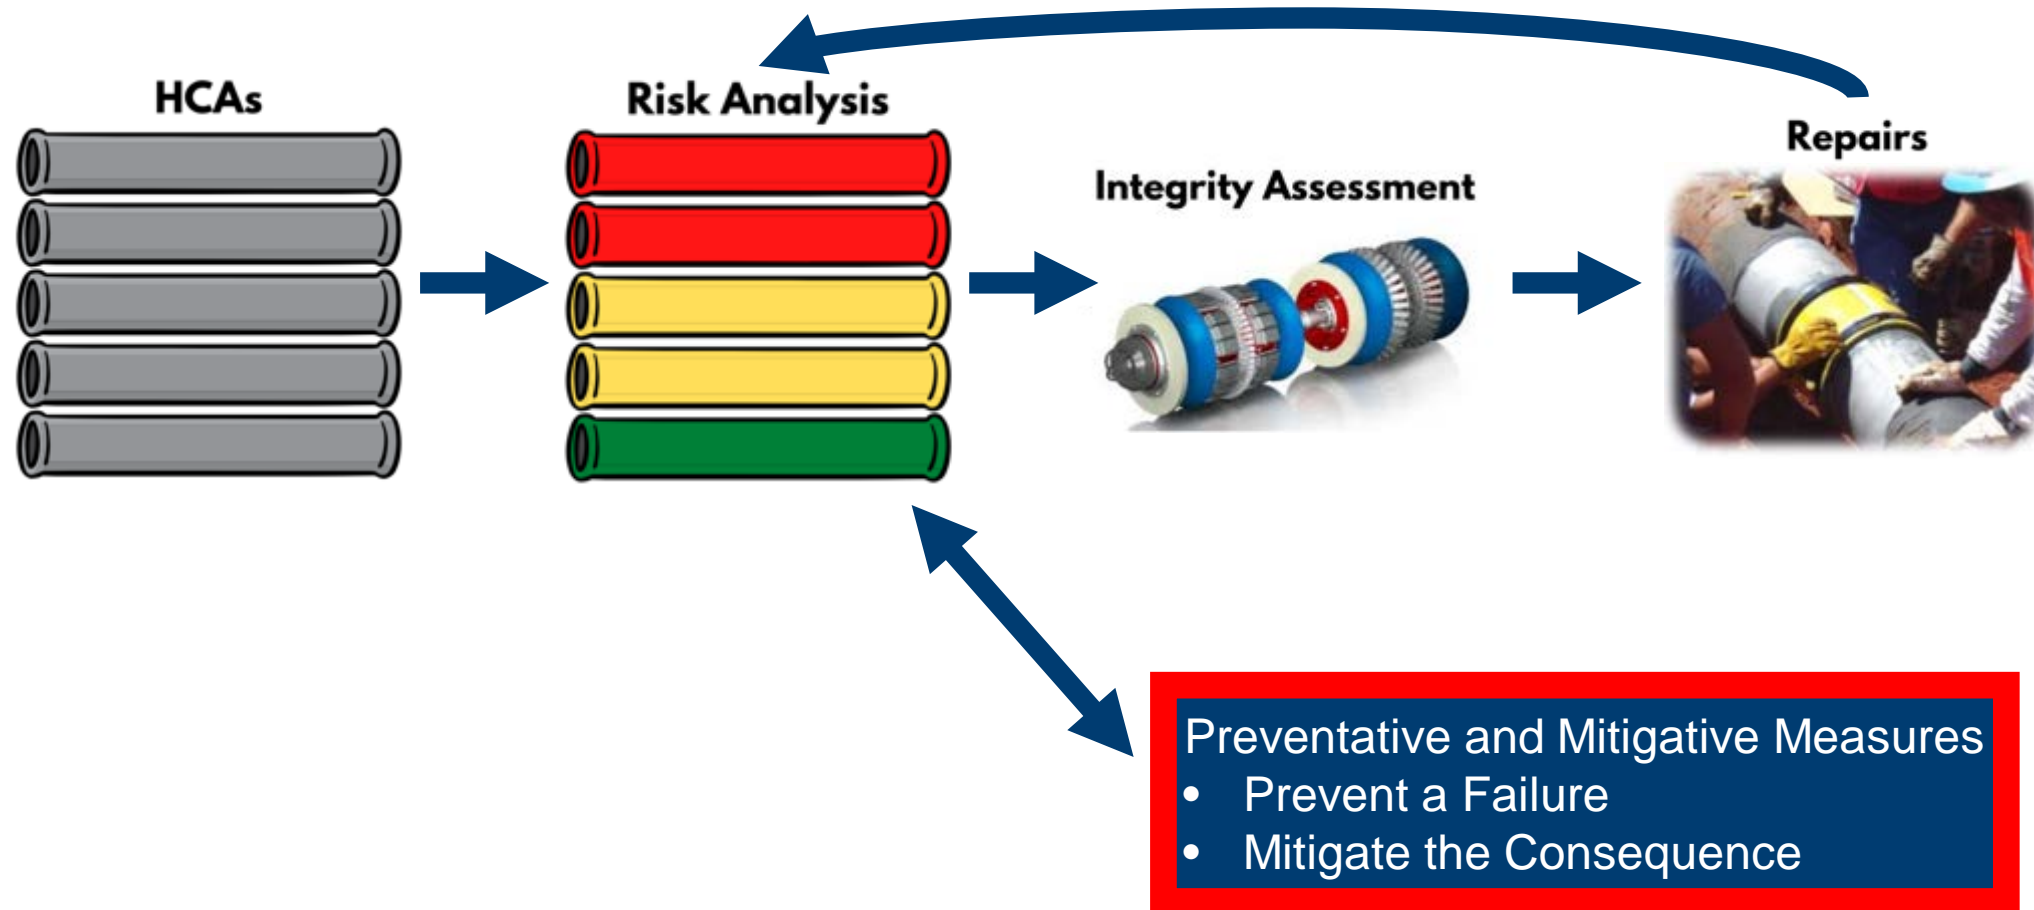 HCAs
Risk Analysis
Integrity Assessment
Repairs
Preventative and Mitigative Measures
• Prevent a Failure
• Mitigate the Consequence